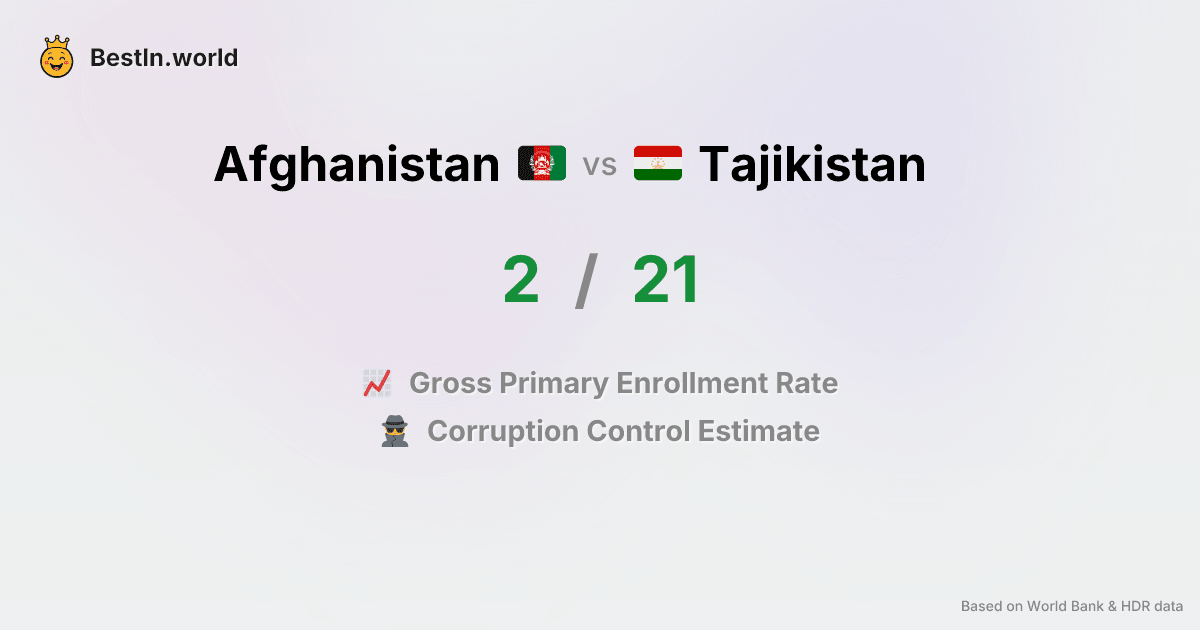 BestIn.world
Afghanistan vs Tajikistan
2 / 21
Gross Primary Enrollment Rate
Corruption Control Estimate
Based on World Bank & HDR data